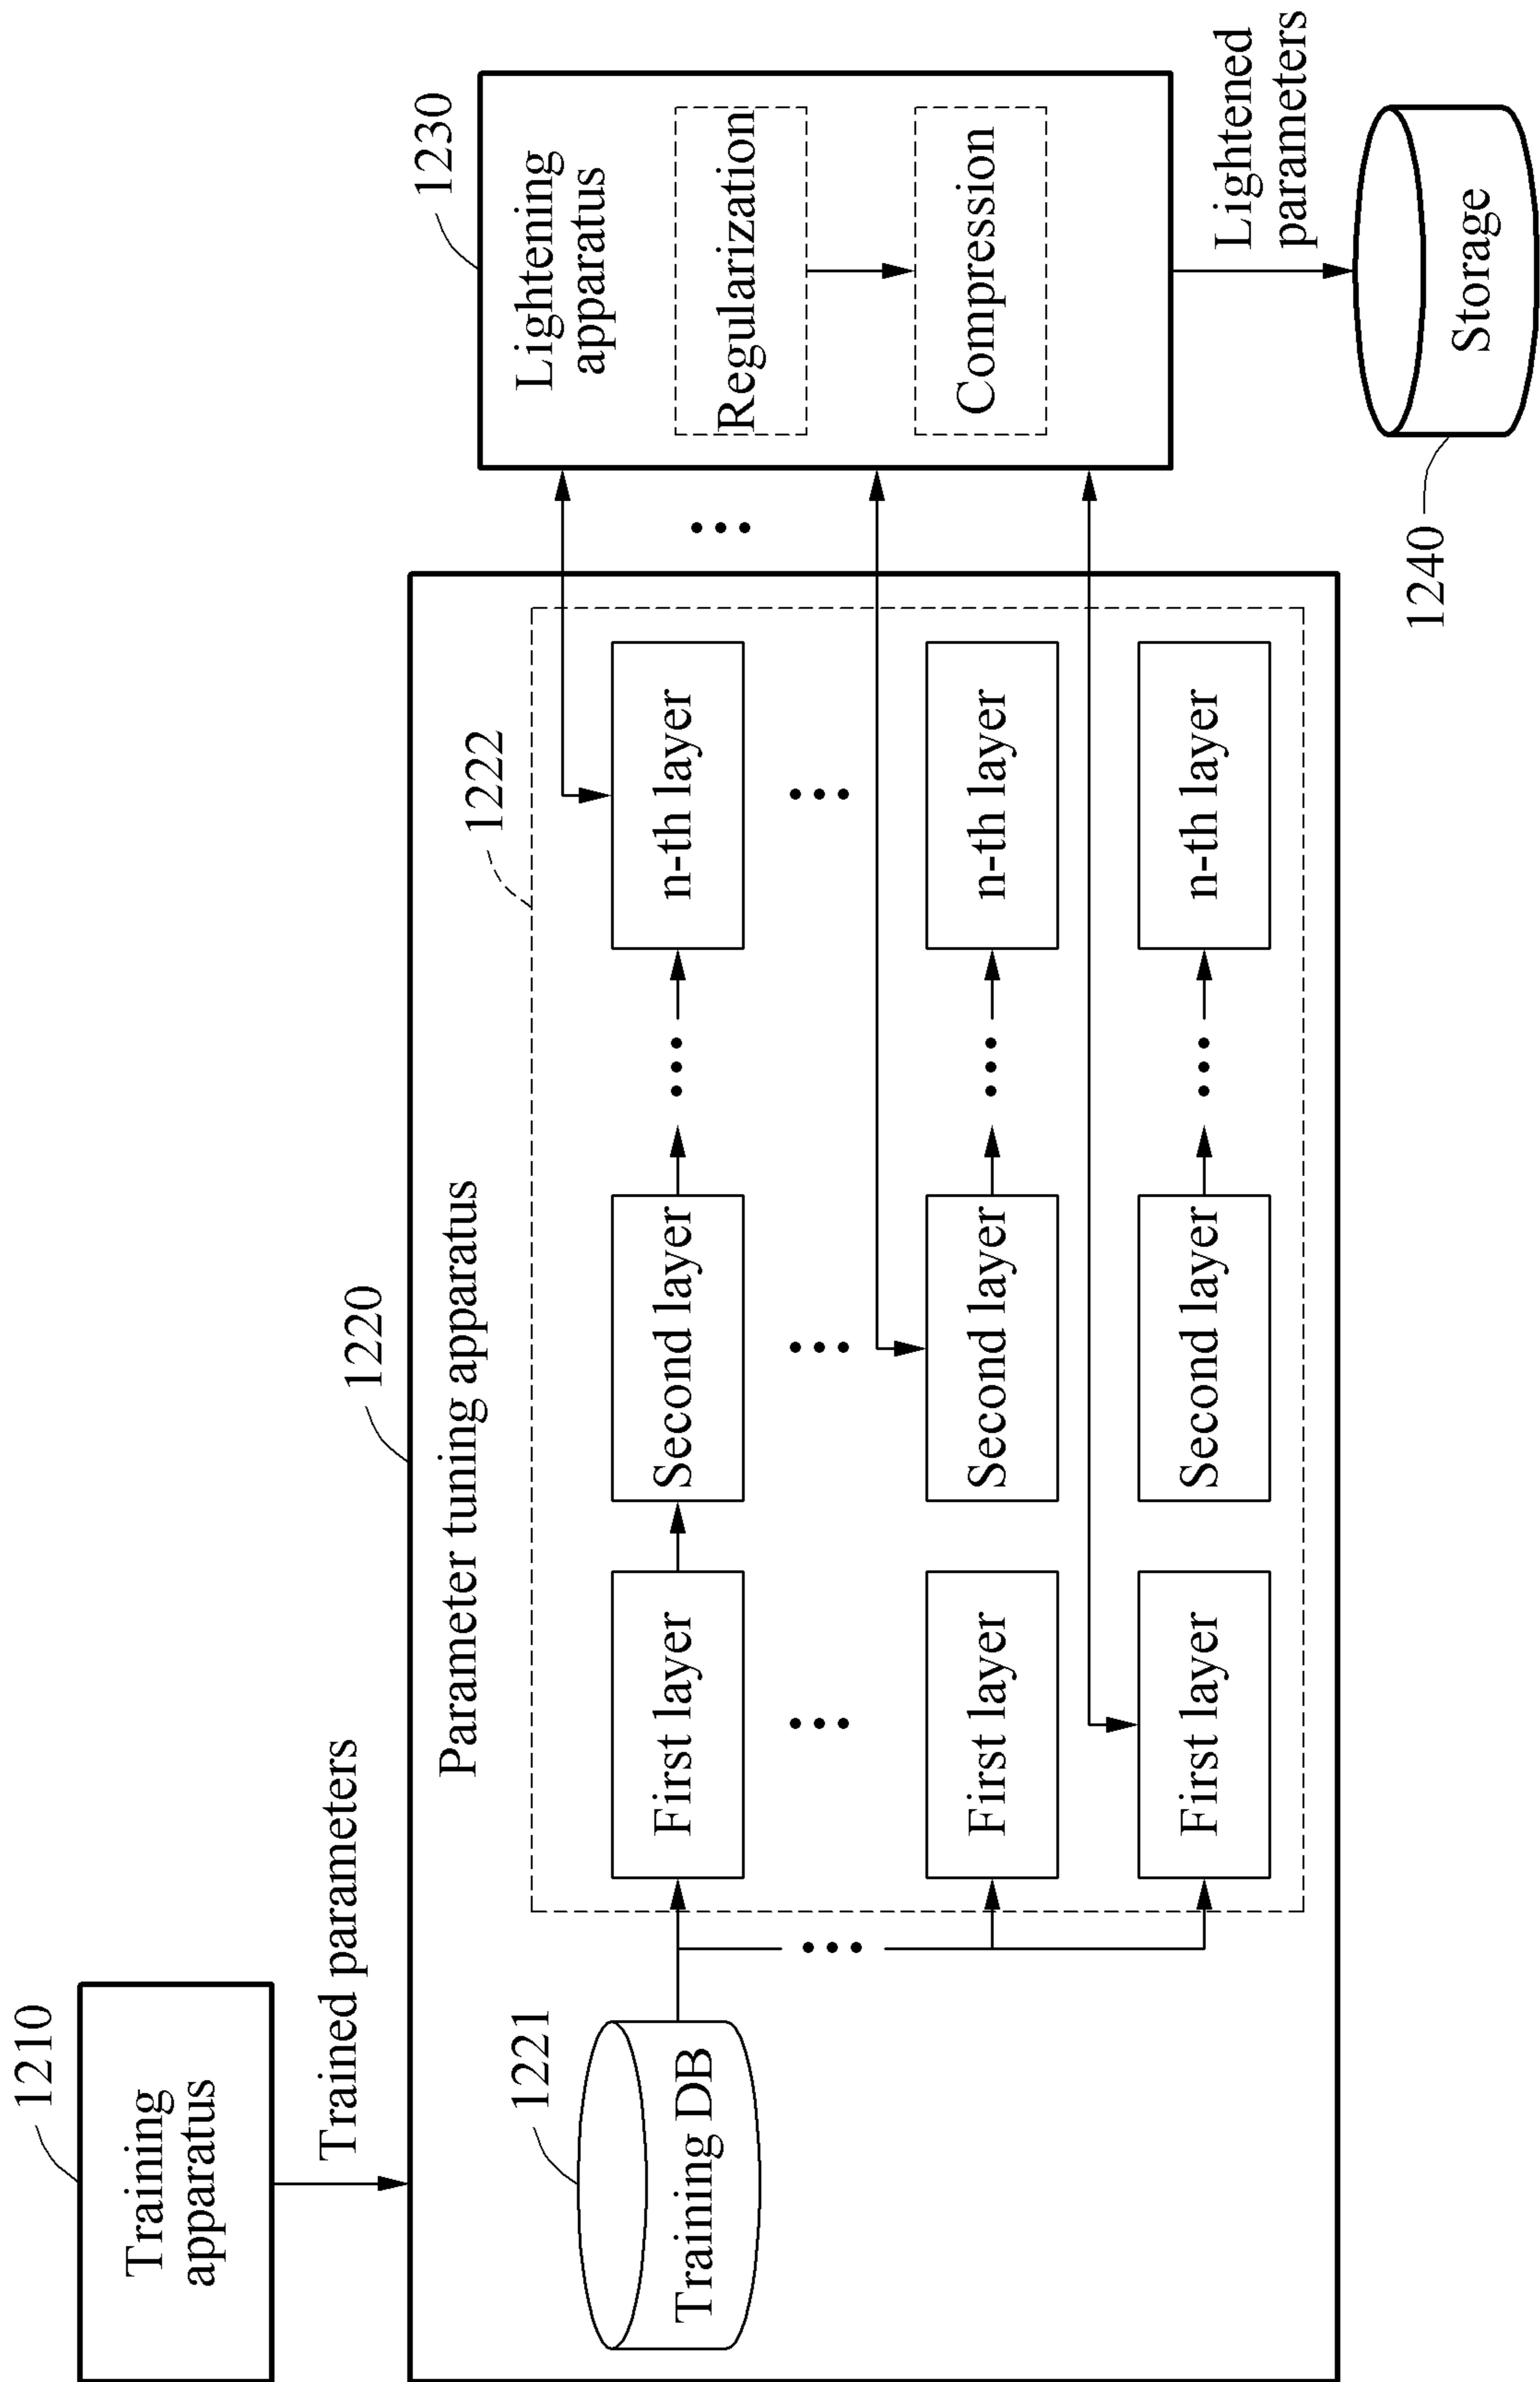 1210
Training
apparatus
Trained parameters
1220
Parameter tuning apparatus
1221
Training DB
1222
First layer
Second layer
...
n-th layer
...
...
...
...
First layer
Second layer
...
n-th layer
First layer
Second layer
...
n-th layer
...
1230
Lightening
apparatus
Regularization
Compression
Lightened
parameters
1240
Storage